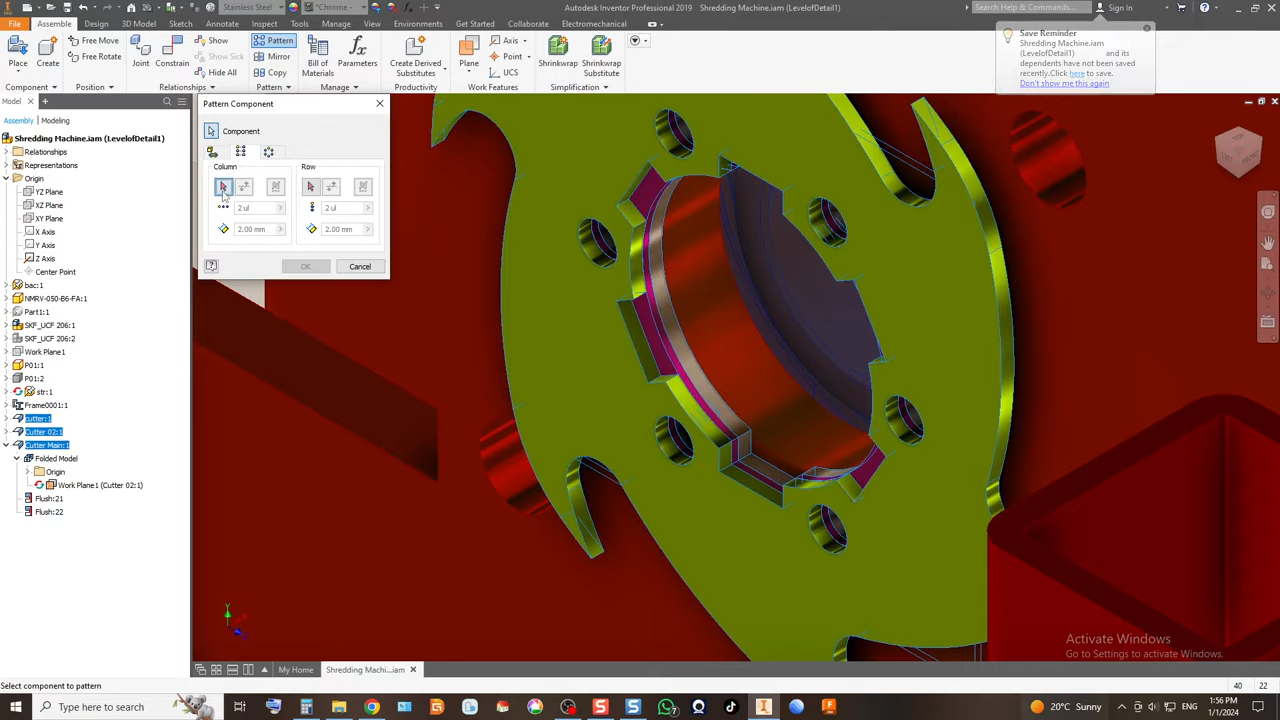 Stainless Steel
"Chrome
Autodesk Inventor Professional 2019   Shredding Machine.iam (LevelofDetail1)
Search Help & Commands...
Sign In
File
Assemble
Design
3D Model
Sketch
Annotate
Inspect
Tools
Manage
View
Environments
Get Started
Collaborate
Electromechanical
Place
Create
Free Move
Free Rotate
Joint
Constrain
Show
Show Sick
Hide All
Pattern
Mirror
Copy
Bill of
Materials
Parameters
Create Derived
Substitutes
Plane
Axis
Point
UCS
Shrinkwrap
Shrinkwrap
Substitute
Component
Position
Relationships
Pattern
Manage
Productivity
Work Features
Simplification
Save Reminder
Shredding Machine.iam
(LevelofDetail1) and its
dependents have not been saved
recently.Click here to save.
Don't show me this again
Model
Assembly
Modeling
Shredding Machine.iam (LevelofDetail1)
Relationships
Representations
Origin
YZ Plane
XZ Plane
XY Plane
X Axis
Y Axis
Z Axis
Center Point
bac:1
NMRV-050-B6-FA:1
Part1:1
SKF_UCF 206:1
SKF_UCF 206:2
Work Plane1
P01:1
P01:2
str:1
Frame0001:1
cutter:1
Cutter 02:1
Cutter Main:1
Folded Model
Origin
Work Plane1 (Cutter 02:1)
Flush:21
Flush:22
Pattern Component
Component
Column
Row
2 ul
2 ul
2.00 mm
2.00 mm
OK
Cancel
Y
Activate Windows
Go to Settings to activate Windows.
My Home
Shredding Machi...iam
Select component to pattern
40
22
Type here to search
20°C Sunny
1:56 PM
1/1/2024